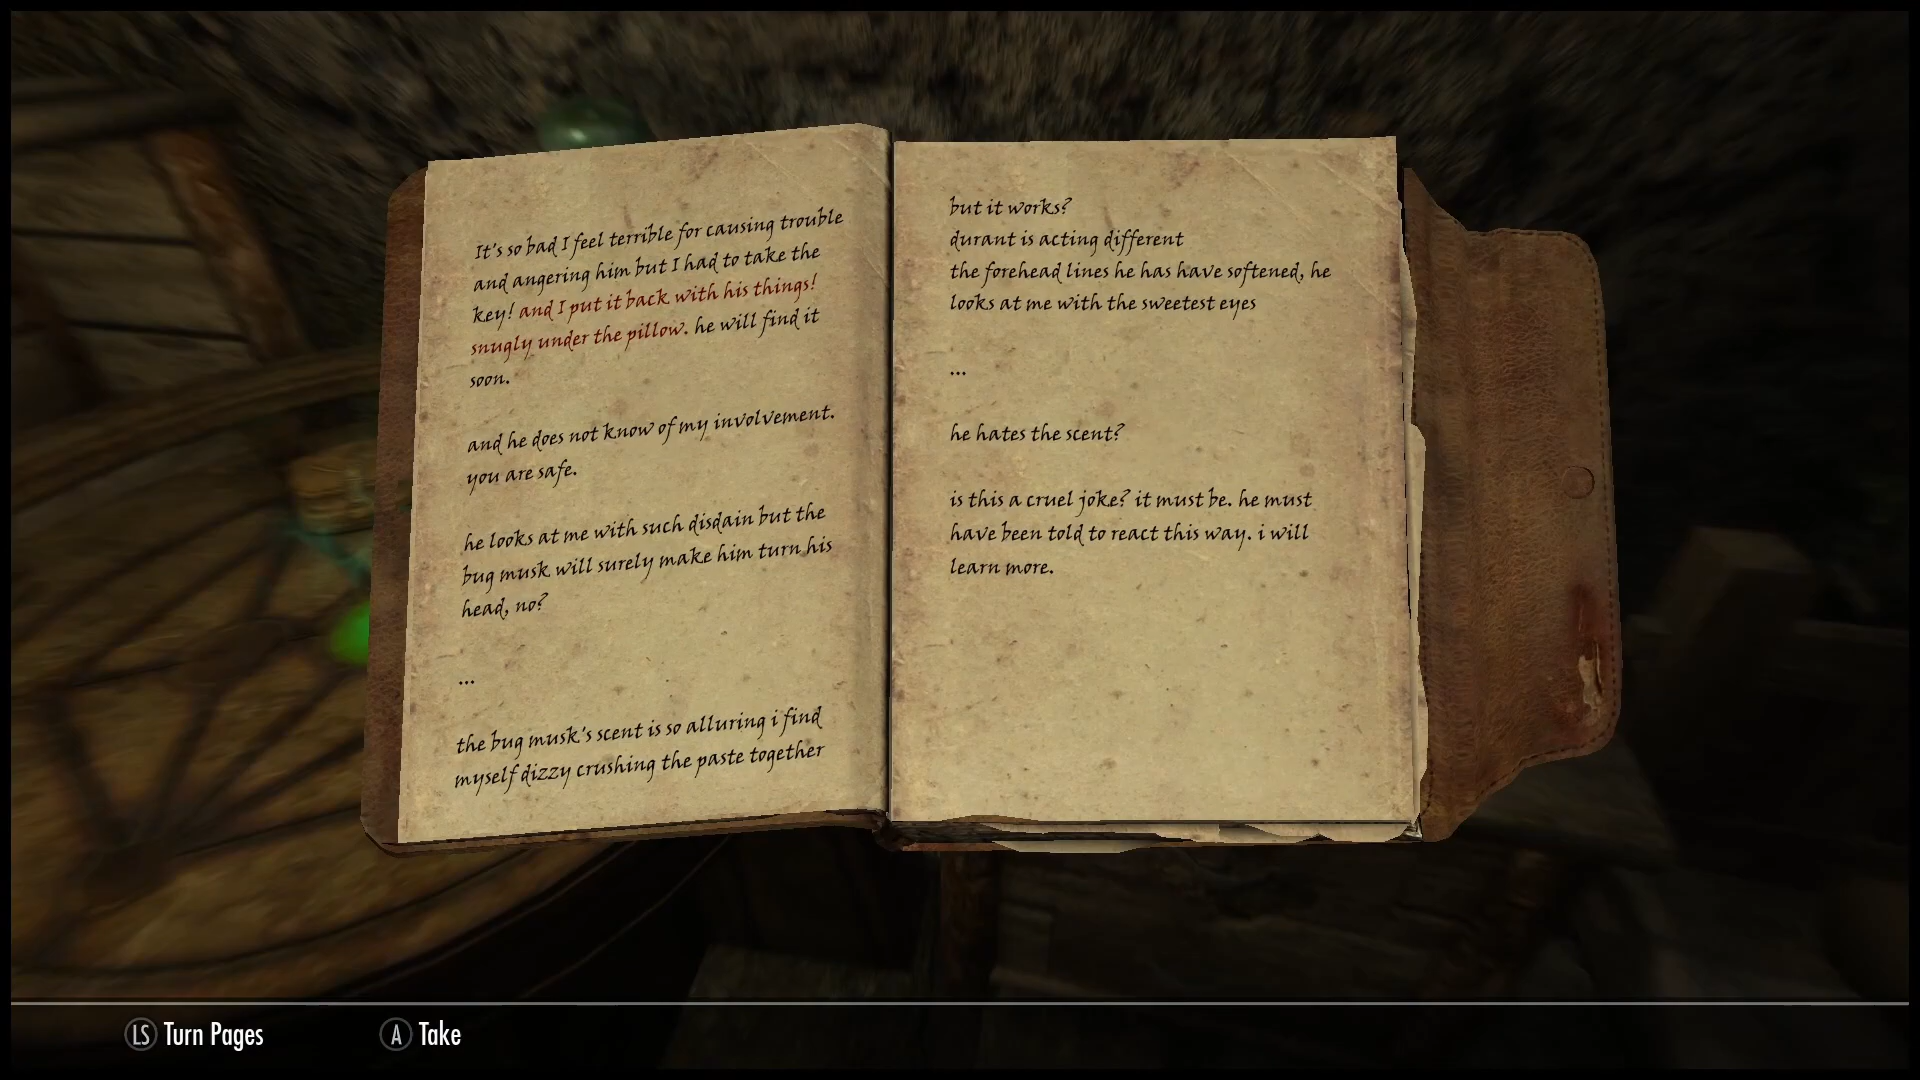 It's so bad I feel terrible for causing trouble
and angering him but I had to take the
key! and I put it back with his things!
snugly under the pillow. he will find it
soon.
and he does not know of my involvement.
you are safe.
he looks at me with such disdain but the
bug musk will surely make him turn his
head, no?
...
the bug musk's scent is so alluring i find
myself dizzy crushing the paste together
but it works?
durant is acting different
the forehead lines he has have softened, he
looks at me with the sweetest eyes
...
he hates the scent?
is this a cruel joke? it must be. he must
have been told to react this way. i will
learn more.
LS Turn Pages
A Take